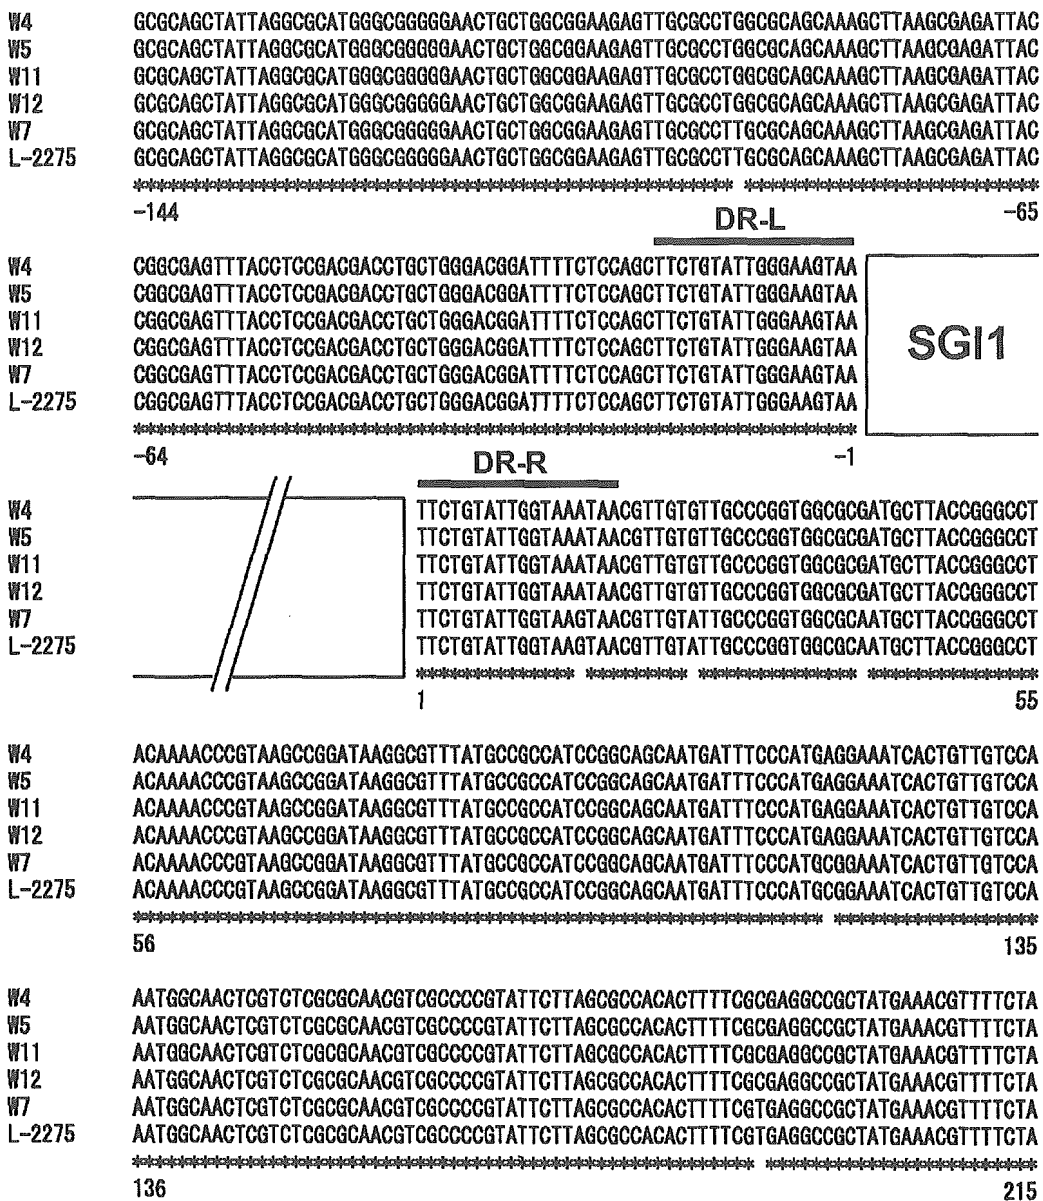 W4 GCGCAGCTATTAGGCGCATGGGCGGGGGAACTGCTGGCGGAAGAGTTGCGCCTGGCGCAGCAAAGCTTAAGCGAGATTAC
W5 GCGCAGCTATTAGGCGCATGGGCGGGGGAACTGCTGGCGGAAGAGTTGCGCCTGGCGCAGCAAAGCTTAAGCGAGATTAC
W11 GCGCAGCTATTAGGCGCATGGGCGGGGGAACTGCTGGCGGAAGAGTTGCGCCTGGCGCAGCAAAGCTTAAGCGAGATTAC
W12 GCGCAGCTATTAGGCGCATGGGCGGGGGAACTGCTGGCGGAAGAGTTGCGCCTGGCGCAGCAAAGCTTAAGCGAGATTAC
W7 GCGCAGCTATTAGGCGCATGGGCGGGGGAACTGCTGGCGGAAGAGTTGCGCCTTGCGCAGCAAAGCTTAAGCGAGATTAC
L-2275 GCGCAGCTATTAGGCGCATGGGCGGGGGAACTGCTGGCGGAAGAGTTGCGCCTTGCGCAGCAAAGCTTAAGCGAGATTAC
***************************************************** **************************
-144 -65
DR-L
W4 CGGCGAGTTTACCTCCGACGACCTGCTGGGACGGATTTTCTCCAGCTTCTGTATTGGGAAGTAA
W5 CGGCGAGTTTACCTCCGACGACCTGCTGGGACGGATTTTCTCCAGCTTCTGTATTGGGAAGTAA
W11 CGGCGAGTTTACCTCCGACGACCTGCTGGGACGGATTTTCTCCAGCTTCTGTATTGGGAAGTAA
W12 CGGCGAGTTTACCTCCGACGACCTGCTGGGACGGATTTTCTCCAGCTTCTGTATTGGGAAGTAA
W7 CGGCGAGTTTACCTCCGACGACCTGCTGGGACGGATTTTCTCCAGCTTCTGTATTGGGAAGTAA
L-2275 CGGCGAGTTTACCTCCGACGACCTGCTGGGACGGATTTTCTCCAGCTTCTGTATTGGGAAGTAA
SGI1
****************************************************************
-64 -1
DR-R
W4 TTCTGTATTGGTAAATAACGTTGTGTTGCCCGGTGGCGCGATGCTTACCGGGCCT
W5 TTCTGTATTGGTAAATAACGTTGTGTTGCCCGGTGGCGCGATGCTTACCGGGCCT
W11 TTCTGTATTGGTAAATAACGTTGTGTTGCCCGGTGGCGCGATGCTTACCGGGCCT
W12 TTCTGTATTGGTAAATAACGTTGTGTTGCCCGGTGGCGCGATGCTTACCGGGCCT
W7 TTCTGTATTGGTAAGTAACGTTGTATTGCCCGGTGGCGCAATGCTTACCGGGCCT
L-2275 TTCTGTATTGGTAAGTAACGTTGTATTGCCCGGTGGCGCAATGCTTACCGGGCCT
************** ********* ************** ***************
1 55
W4 ACAAAACCCGTAAGCCGGATAAGGCGTTTATGCCGCCATCCGGCAGCAATGATTTCCCATGAGGAAATCACTGTTGTCCA
W5 ACAAAACCCGTAAGCCGGATAAGGCGTTTATGCCGCCATCCGGCAGCAATGATTTCCCATGAGGAAATCACTGTTGTCCA
W11 ACAAAACCCGTAAGCCGGATAAGGCGTTTATGCCGCCATCCGGCAGCAATGATTTCCCATGAGGAAATCACTGTTGTCCA
W12 ACAAAACCCGTAAGCCGGATAAGGCGTTTATGCCGCCATCCGGCAGCAATGATTTCCCATGAGGAAATCACTGTTGTCCA
W7 ACAAAACCCGTAAGCCGGATAAGGCGTTTATGCCGCCATCCGGCAGCAATGATTTCCCATGCGGAAATCACTGTTGTCCA
L-2275 ACAAAACCCGTAAGCCGGATAAGGCGTTTATGCCGCCATCCGGCAGCAATGATTTCCCATGCGGAAATCACTGTTGTCCA
************************************************************* ******************
56 135
W4 AATGGCAACTCGTCTCGCGCAACGTCGCCCCGTATTCTTAGCGCCACACTTTTCGCGAGGCCGCTATGAAACGTTTTCTA
W5 AATGGCAACTCGTCTCGCGCAACGTCGCCCCGTATTCTTAGCGCCACACTTTTCGCGAGGCCGCTATGAAACGTTTTCTA
W11 AATGGCAACTCGTCTCGCGCAACGTCGCCCCGTATTCTTAGCGCCACACTTTTCGCGAGGCCGCTATGAAACGTTTTCTA
W12 AATGGCAACTCGTCTCGCGCAACGTCGCCCCGTATTCTTAGCGCCACACTTTTCGCGAGGCCGCTATGAAACGTTTTCTA
W7 AATGGCAACTCGTCTCGCGCAACGTCGCCCCGTATTCTTAGCGCCACACTTTTCGTGAGGCCGCTATGAAACGTTTTCTA
L-2275 AATGGCAACTCGTCTCGCGCAACGTCGCCCCGTATTCTTAGCGCCACACTTTTCGTGAGGCCGCTATGAAACGTTTTCTA
******************************************************* ************************
136 215